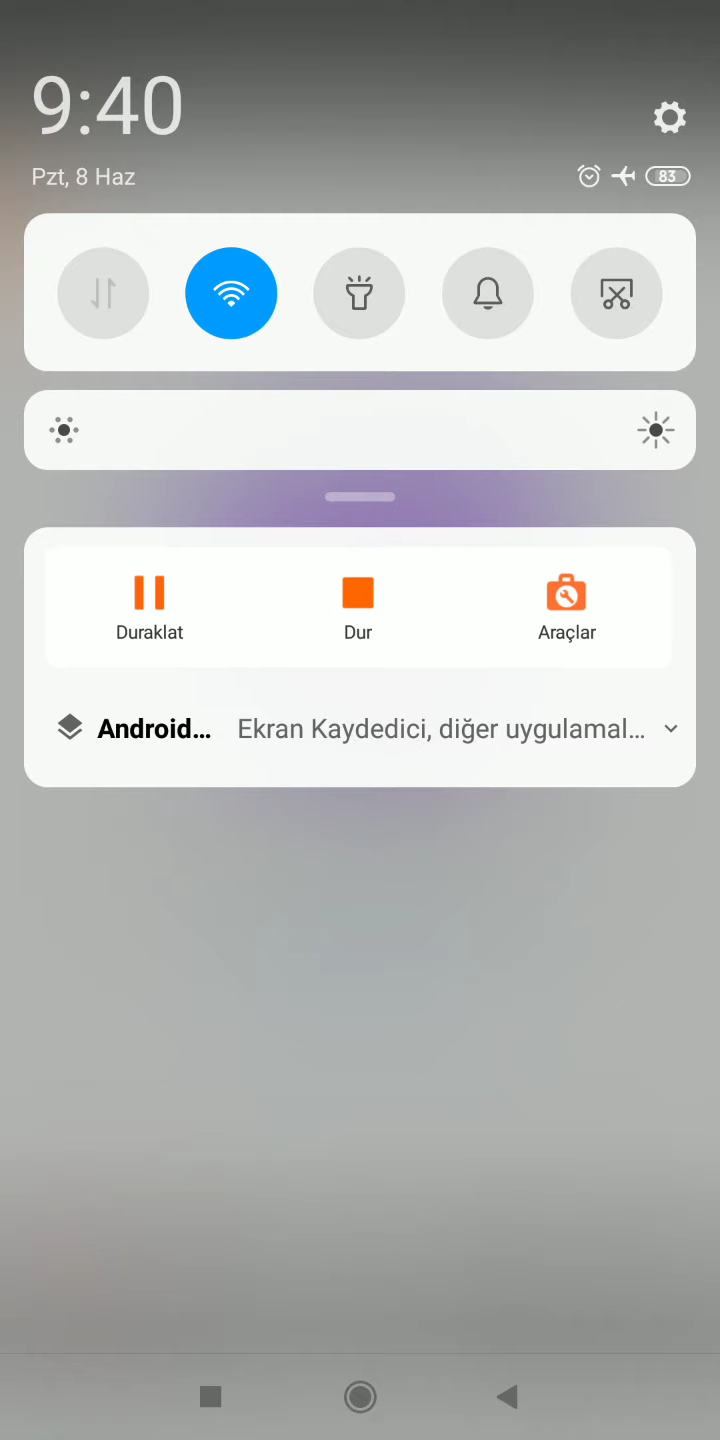 9:40
Pzt, 8 Haz
83
Duraklat
Dur
Araçlar
Android... Ekran Kaydedici, diğer uygulamal...